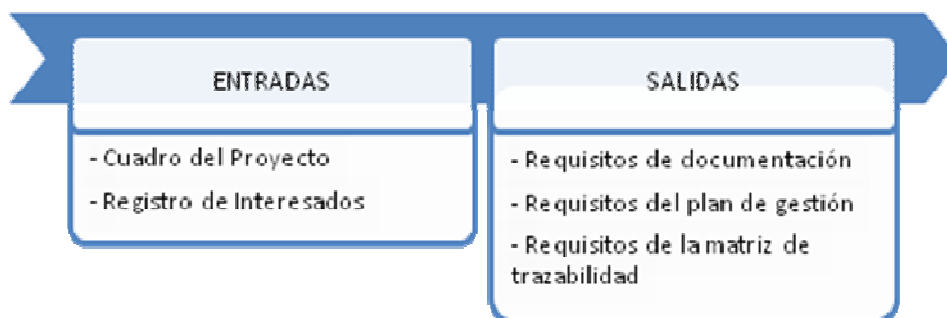 ENTRADAS
- Cuadro del Proyecto
- Registro de Interesados
SALIDAS
- Requisitos de documentación
- Requisitos del plan de gestión
- Requisitos de la matriz de
trazabilidad